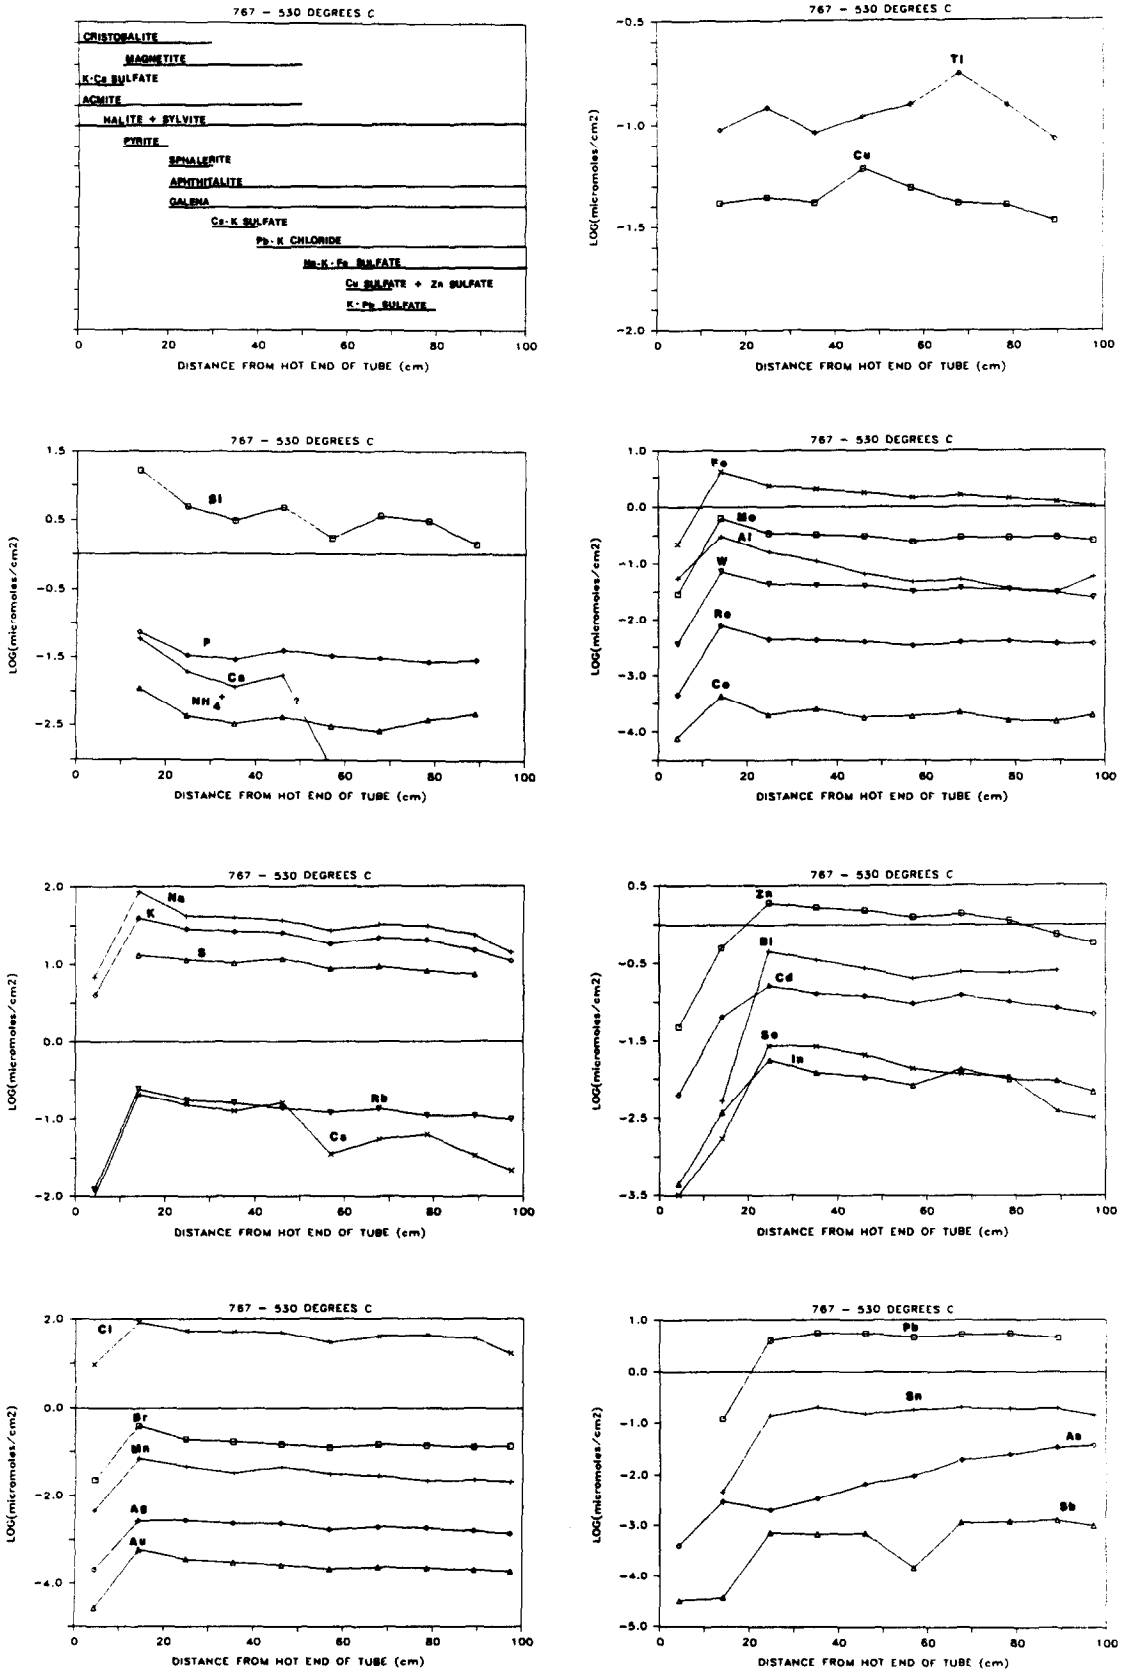 767 - 530 DEGREES C
CRISTOBALITE
MAGNETITE
K-Ca SULFATE
ACMITE
HALITE + SYLVITE
PYRITE
SPHALERITE
APHTHITALITE
GALENA
Cs-K SULFATE
Pb-K CHLORIDE
Na-K-Fe SULFATE
Cu SULFATE + Zn SULFATE
K-Pb SULFATE
0 20 40 60 80 100
DISTANCE FROM HOT END OF TUBE (cm)
767 - 530 DEGREES C
LOG(micromoles/cm2)
-0.5
-1.0
-1.5
-2.0
Tl
Cu
0 20 40 60 80 100
DISTANCE FROM HOT END OF TUBE (cm)
767 - 530 DEGREES C
LOG(micromoles/cm2)
1.5
0.5
-0.5
-1.5
-2.5
Si
P
Ca
NH4+
?
0 20 40 60 80 100
DISTANCE FROM HOT END OF TUBE (cm)
767 - 530 DEGREES C
LOG(micromoles/cm2)
1.0
0.0
-1.0
-2.0
-3.0
-4.0
Fe
Mo
Al
W
Re
Co
0 20 40 60 80 100
DISTANCE FROM HOT END OF TUBE (cm)
767 - 530 DEGREES C
LOG(micromoles/cm2)
2.0
1.0
0.0
-1.0
-2.0
Na
K
S
Rb
Cs
0 20 40 60 80 100
DISTANCE FROM HOT END OF TUBE (cm)
767 - 530 DEGREES C
LOG(micromoles/cm2)
0.5
-0.5
-1.5
-2.5
-3.5
Zn
Bi
Cd
Se
In
0 20 40 60 80 100
DISTANCE FROM HOT END OF TUBE (cm)
767 - 530 DEGREES C
LOG(micromoles/cm2)
2.0
0.0
-2.0
-4.0
Cl
Br
Mn
Ag
Au
0 20 40 60 80 100
DISTANCE FROM HOT END OF TUBE (cm)
767 - 530 DEGREES C
LOG(micromoles/cm2)
1.0
0.0
-1.0
-2.0
-3.0
-4.0
-5.0
Pb
Sn
As
Sb
0 20 40 60 80 100
DISTANCE FROM HOT END OF TUBE (cm)